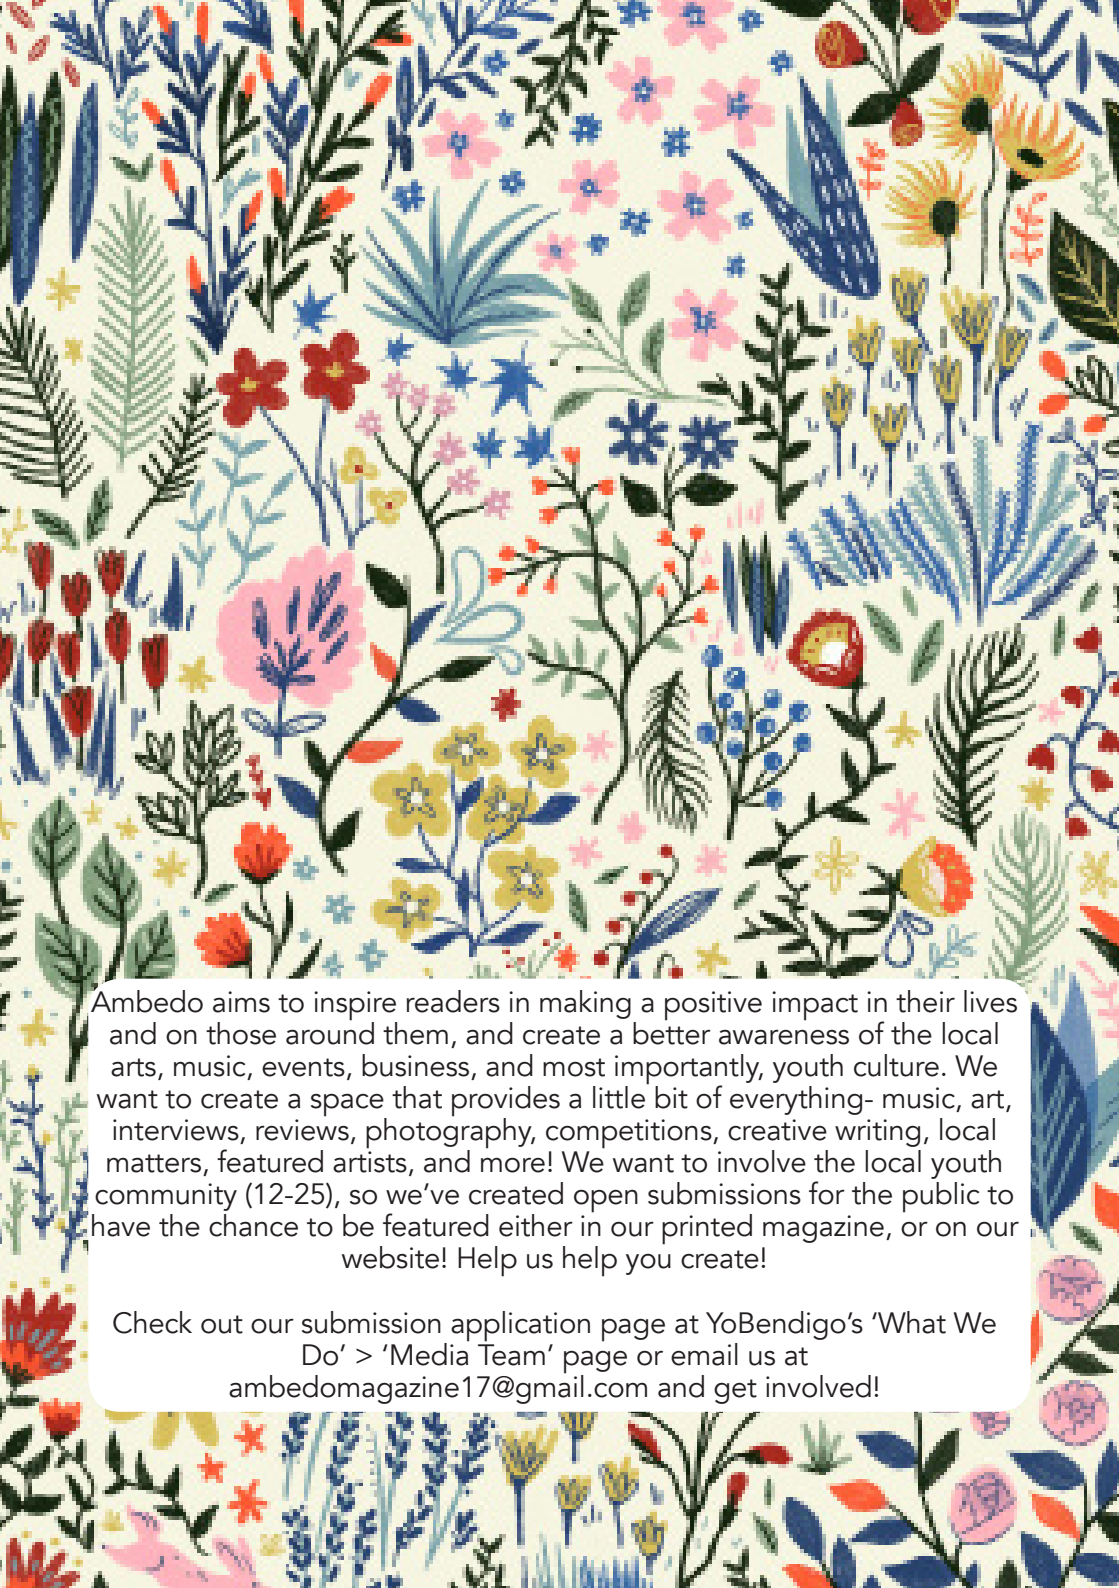 Ambedo aims to inspire readers in making a positive impact in their lives
and on those around them, and create a better awareness of the local
arts, music, events, business, and most importantly, youth culture. We
want to create a space that provides a little bit of everything- music, art,
interviews, reviews, photography, competitions, creative writing, local
matters, featured artists, and more! We want to involve the local youth
community (12-25), so we’ve created open submissions for the public to
have the chance to be featured either in our printed magazine, or on our
website! Help us help you create!
Check out our submission application page at YoBendigo’s ‘What We
Do’ > ‘Media Team’ page or email us at
ambedomagazine17@gmail.com and get involved!